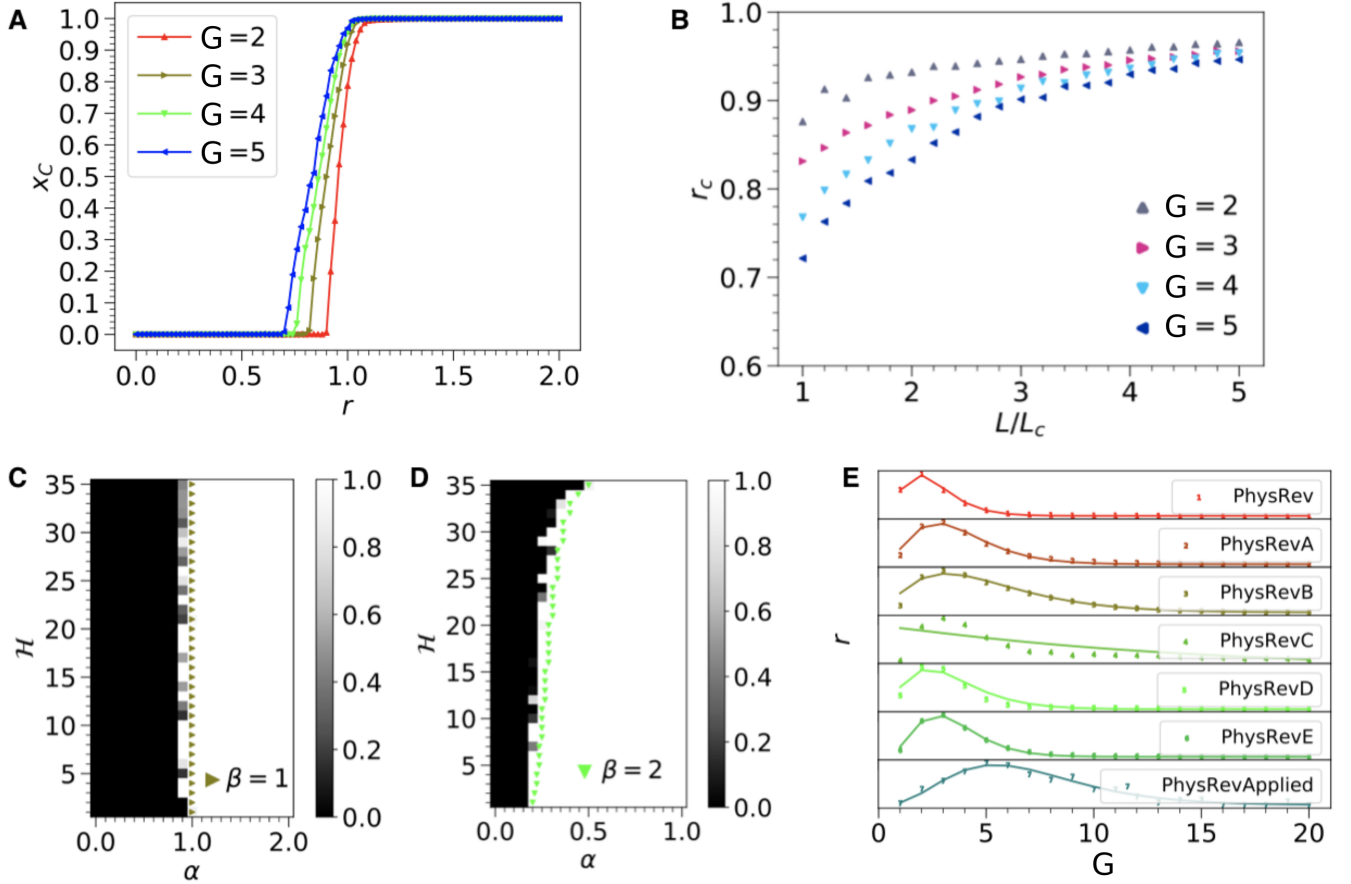 A
1.0
0.9
0.8
0.7
0.6
0.5
0.4
0.3
0.2
0.1
0.0
x_C
G = 2
G = 3
G = 4
G = 5
0.0 0.5 1.0 1.5 2.0
r
B
1.0
0.9
0.8
0.7
0.6
r_c
G = 2
G = 3
G = 4
G = 5
1 2 3 4 5
L/L_c
C
35
30
25
20
15
10
5
ℋ
β = 1
0.0 1.0 2.0
α
1.0
0.8
0.6
0.4
0.2
0.0
D
35
30
25
20
15
10
5
ℋ
β = 2
0.0 0.5 1.0
α
1.0
0.8
0.6
0.4
0.2
0.0
E
r
PhysRev
PhysRevA
PhysRevB
PhysRevC
PhysRevD
PhysRevE
PhysRevApplied
0 5 10 15 20
G